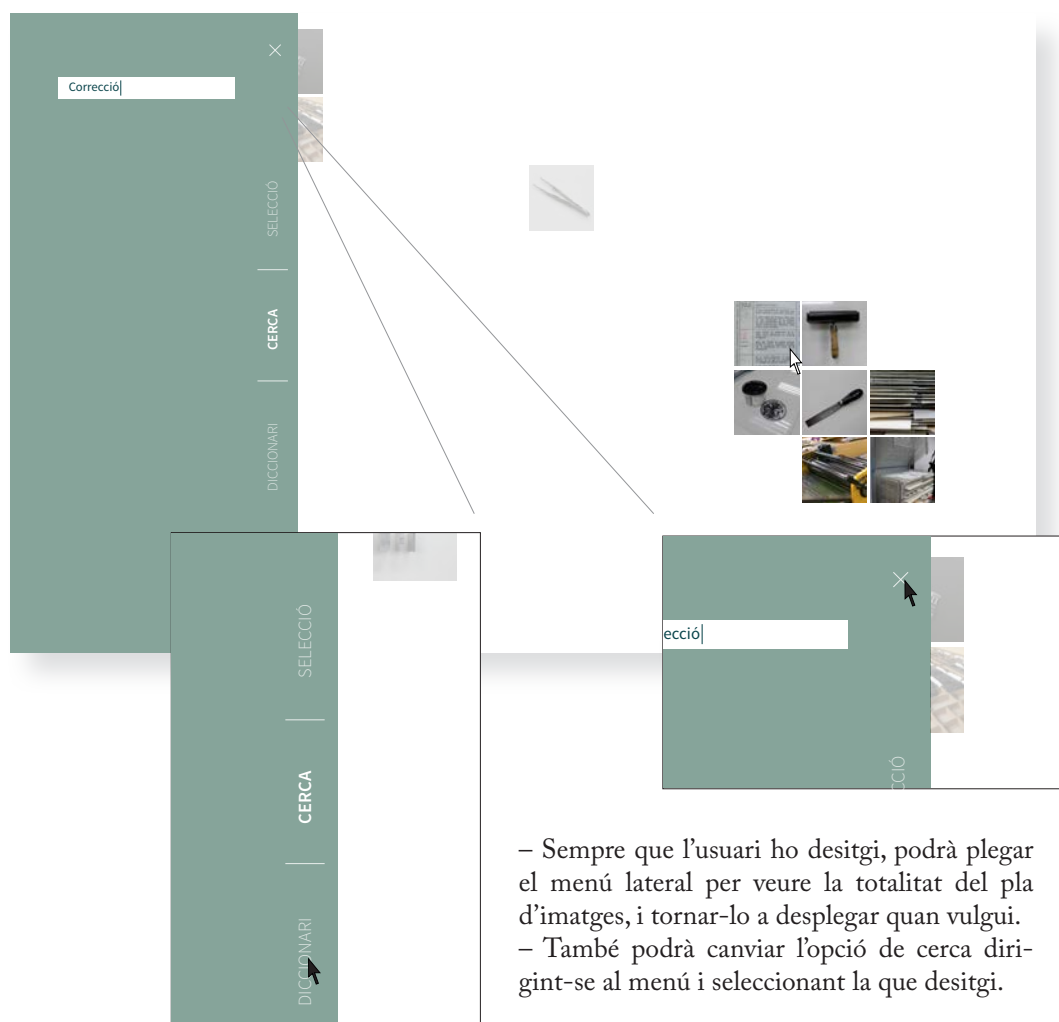 Correcció
SELECCIÓ
CERCA
DICCIONARI
SELECCIÓ
CERCA
DICCIONARI
ecció
CCIÓ
– Sempre que l’usuari ho desitgi, podrà plegar
el menú lateral per veure la totalitat del pla
d’imatges, i tornar-lo a desplegar quan vulgui.
– També podrà canviar l’opció de cerca diri-
gint-se al menú i seleccionant la que desitgi.